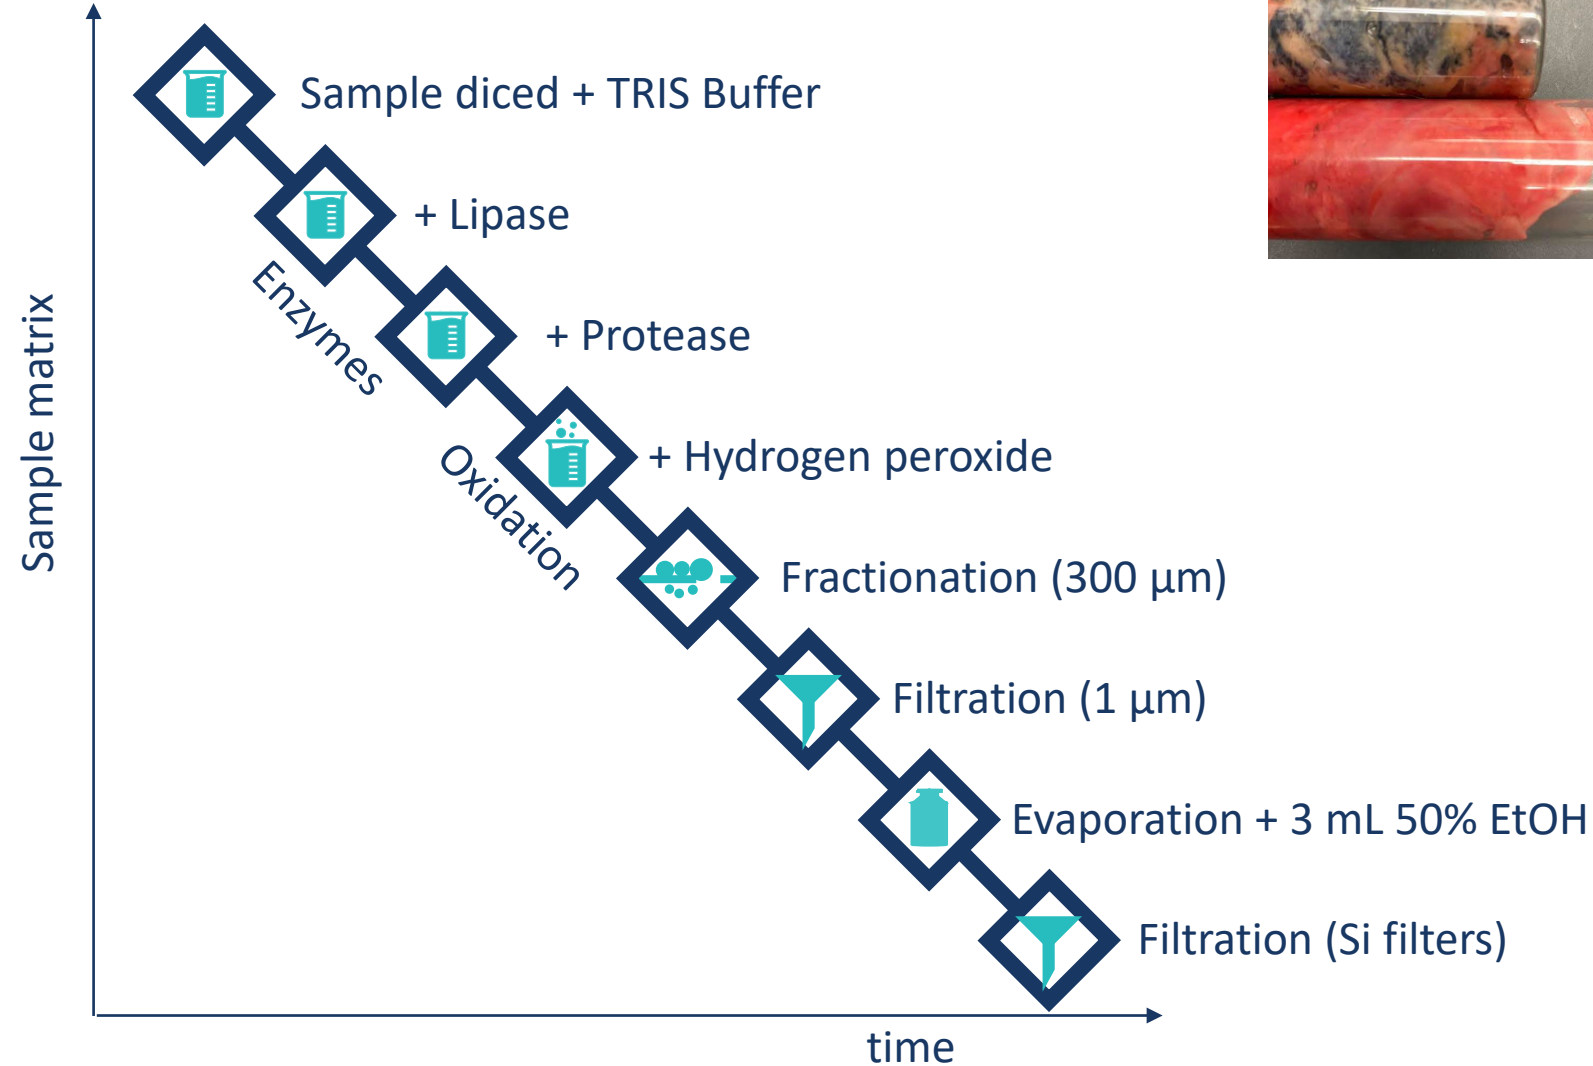 Sample diced + TRIS Buffer
+ Lipase
Enzymes
+ Protease
Sample matrix
+ Hydrogen peroxide
Oxidation
Fractionation (300 µm)
Filtration (1 µm)
Evaporation + 3 mL 50% EtOH
Filtration (Si filters)
time